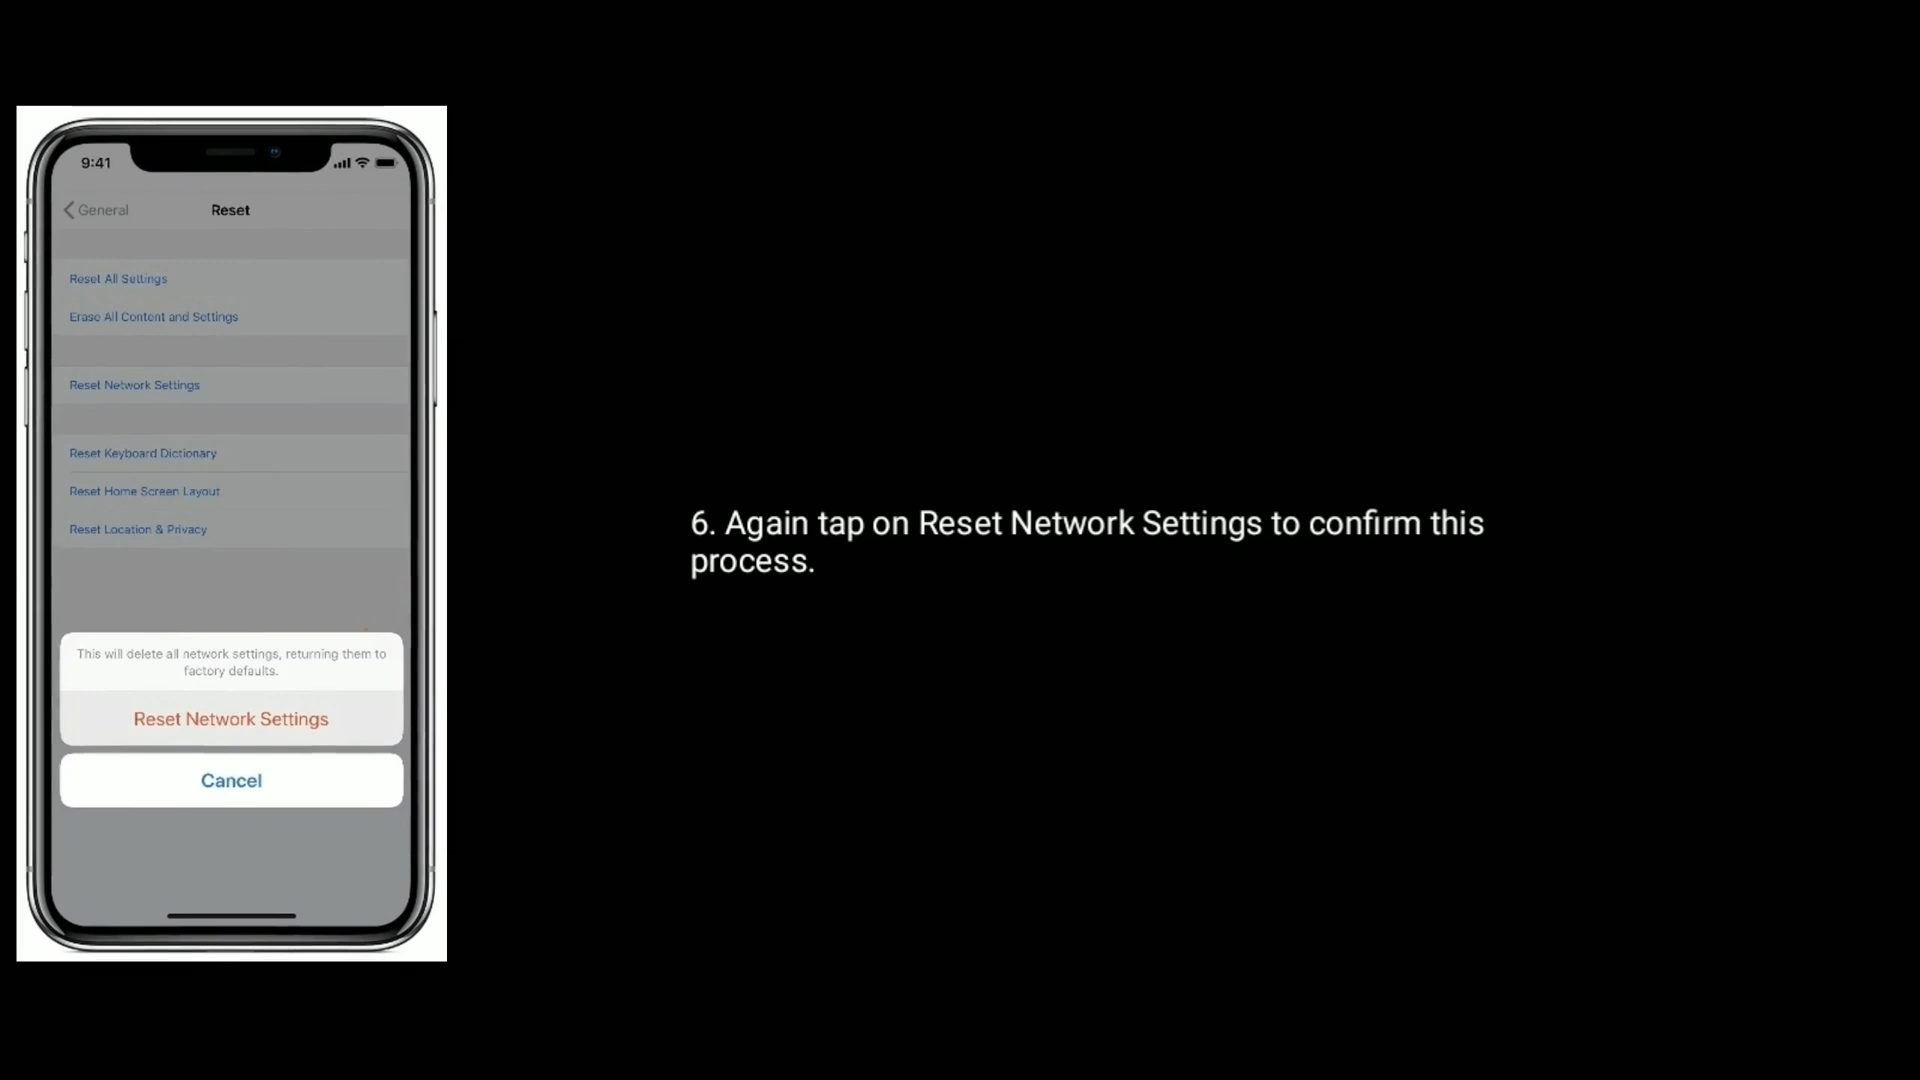 9:41
General
Reset
Reset All Settings
Erase All Content and Settings
Reset Network Settings
Reset Keyboard Dictionary
Reset Home Screen Layout
Reset Location & Privacy
This will delete all network settings, returning them to
factory defaults.
Reset Network Settings
Cancel
6. Again tap on Reset Network Settings to confirm this
process.